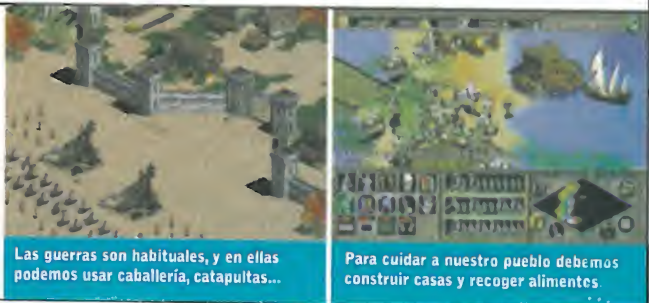 Las guerras son habituales, y en ellas
podemos usar caballería, catapultas...
Para cuidar a nuestro pueblo debemos
construir casas y recoger alimentos.